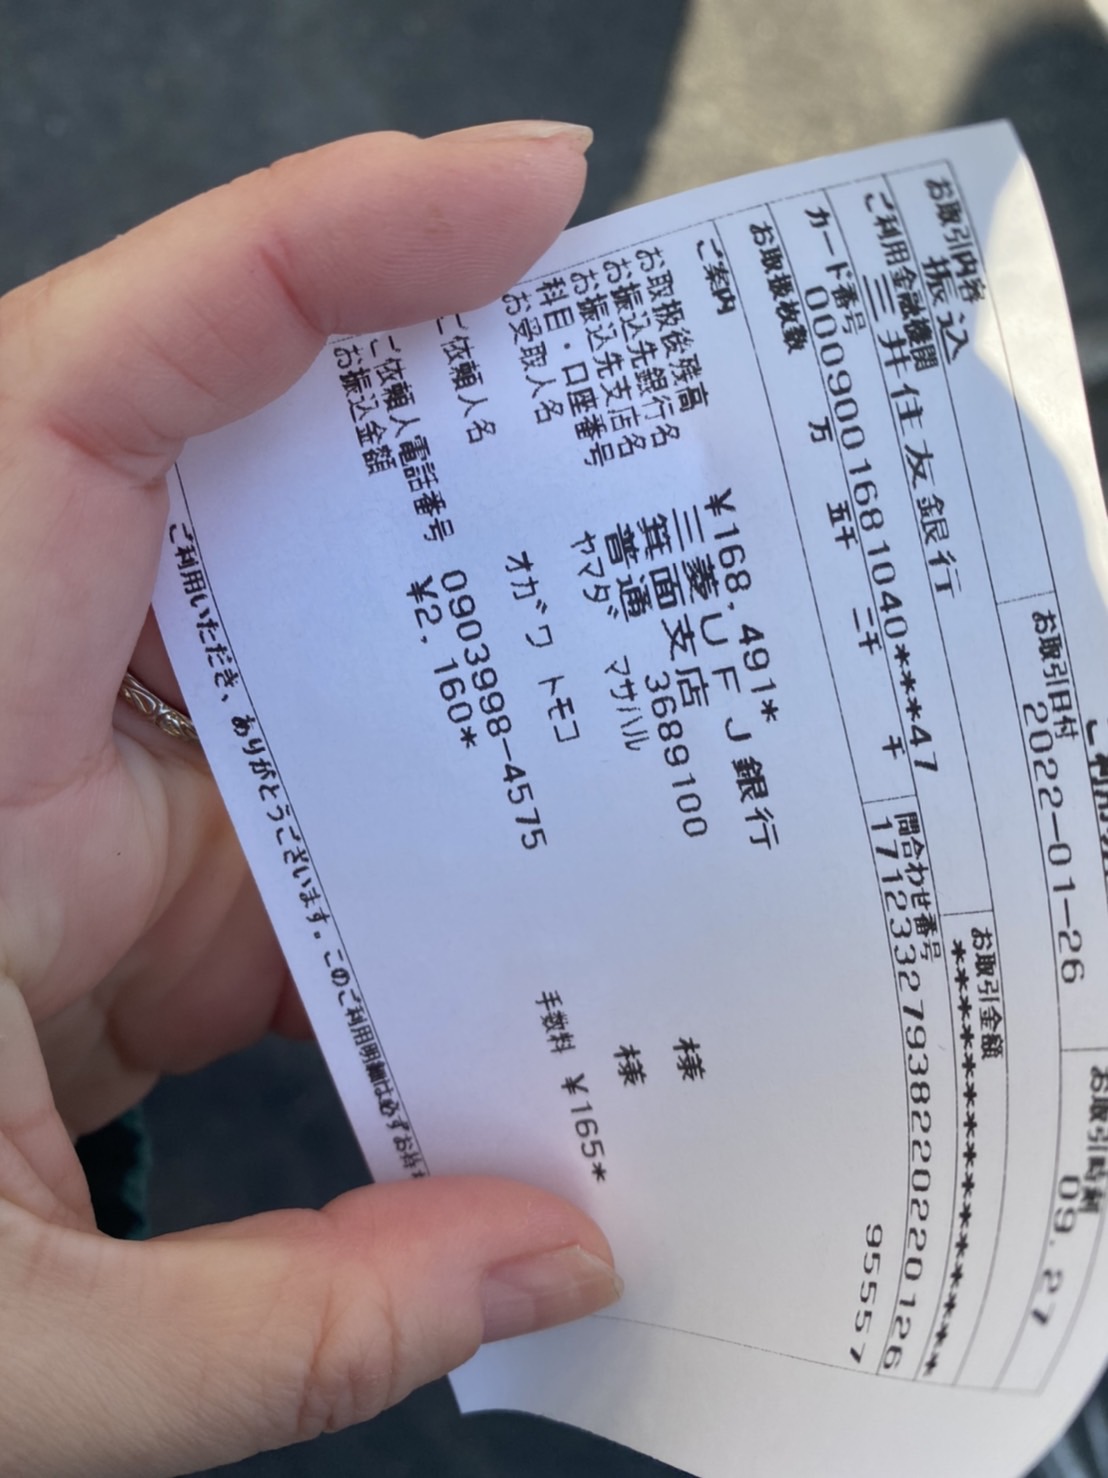 お取引日付 お取引時刻
2022-01-26 09.27
お取引内容 お取引金額
振込 *****************
ご利用金融機関
三井住友銀行
カード番号 問合わせ番号
0009001681040****47 17123327938220220126
お取扱枚数 万 五千 二千 千 95557
ご案内
お取扱後残高 ¥168,491*
お振込先銀行名 三菱UFJ銀行
お振込先支店名 箕面支店
科目・口座番号 普通 3689100
お受取人名 ヤマダ マサハル 様
ご依頼人名 オガワ トモコ 様
ご依頼人電話番号 0903998-4575
お振込金額 ¥2,160* 手数料 ¥165*
ご利用いただき、ありがとうございます。このご利用明細は必ずお持